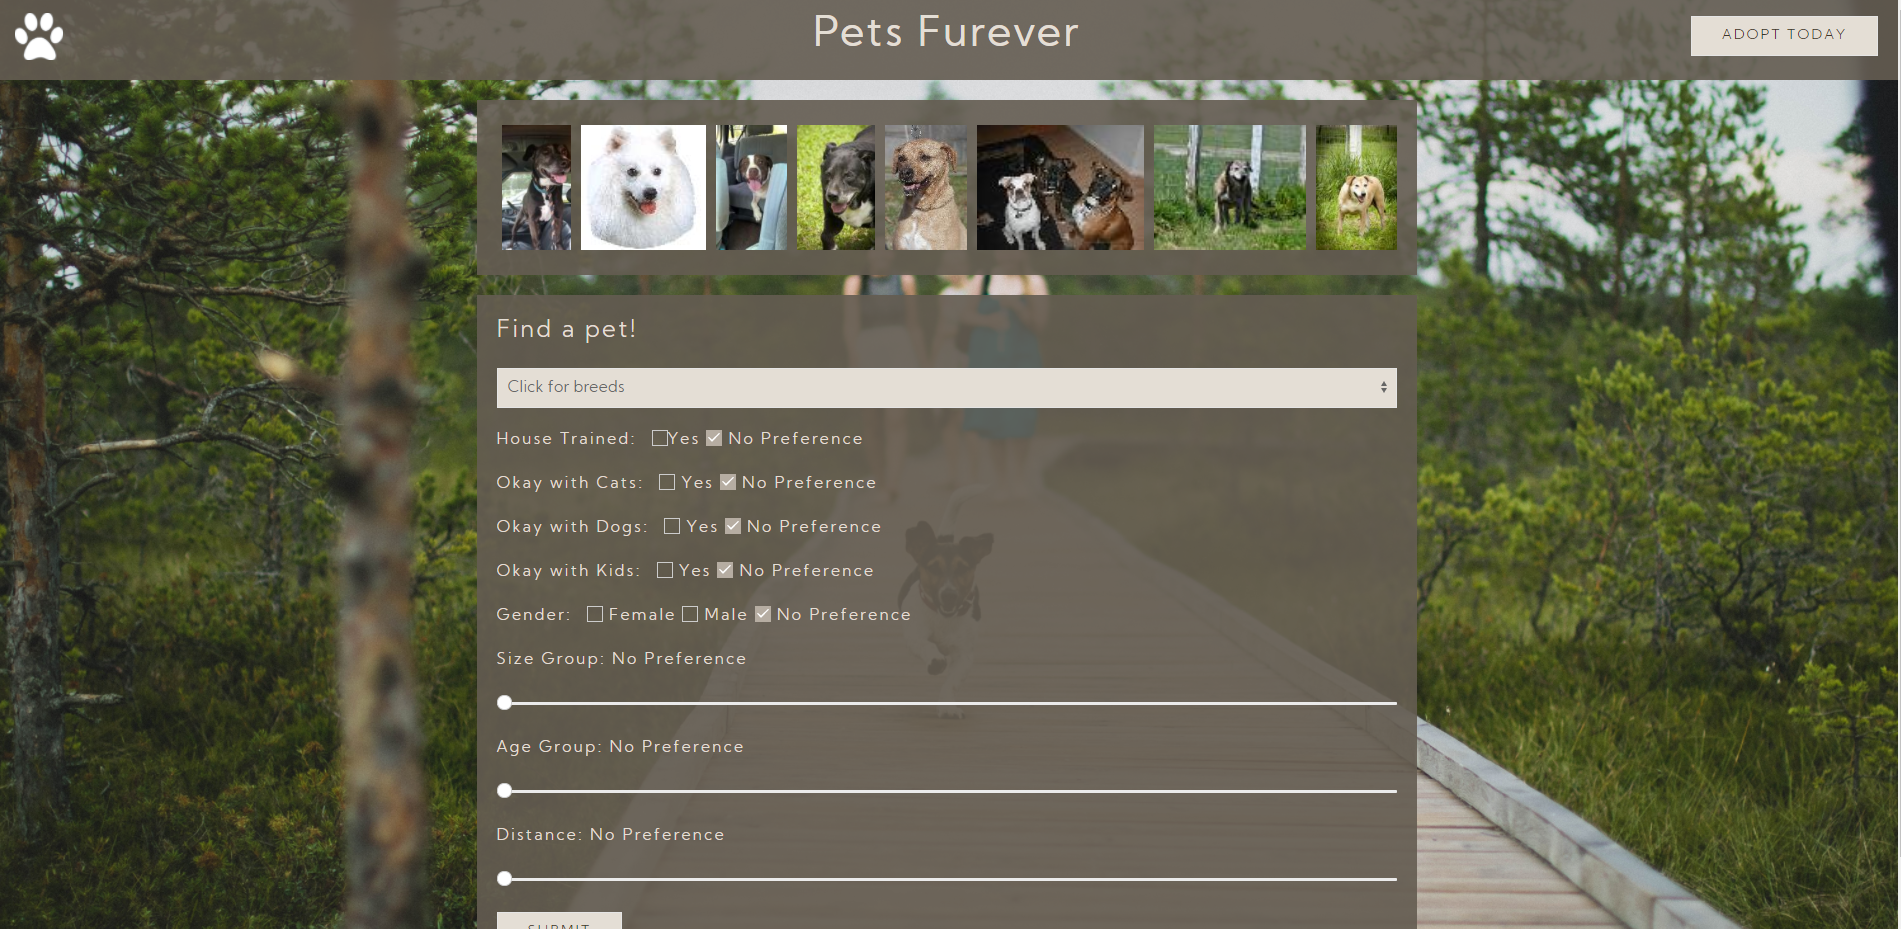 Pets Furever
ADOPT TODAY
Find a pet!
Click for breeds
House Trained: Yes No Preference
Okay with Cats: Yes No Preference
Okay with Dogs: Yes No Preference
Okay with Kids: Yes No Preference
Gender: Female Male No Preference
Size Group: No Preference
Age Group: No Preference
Distance: No Preference
SUBMIT